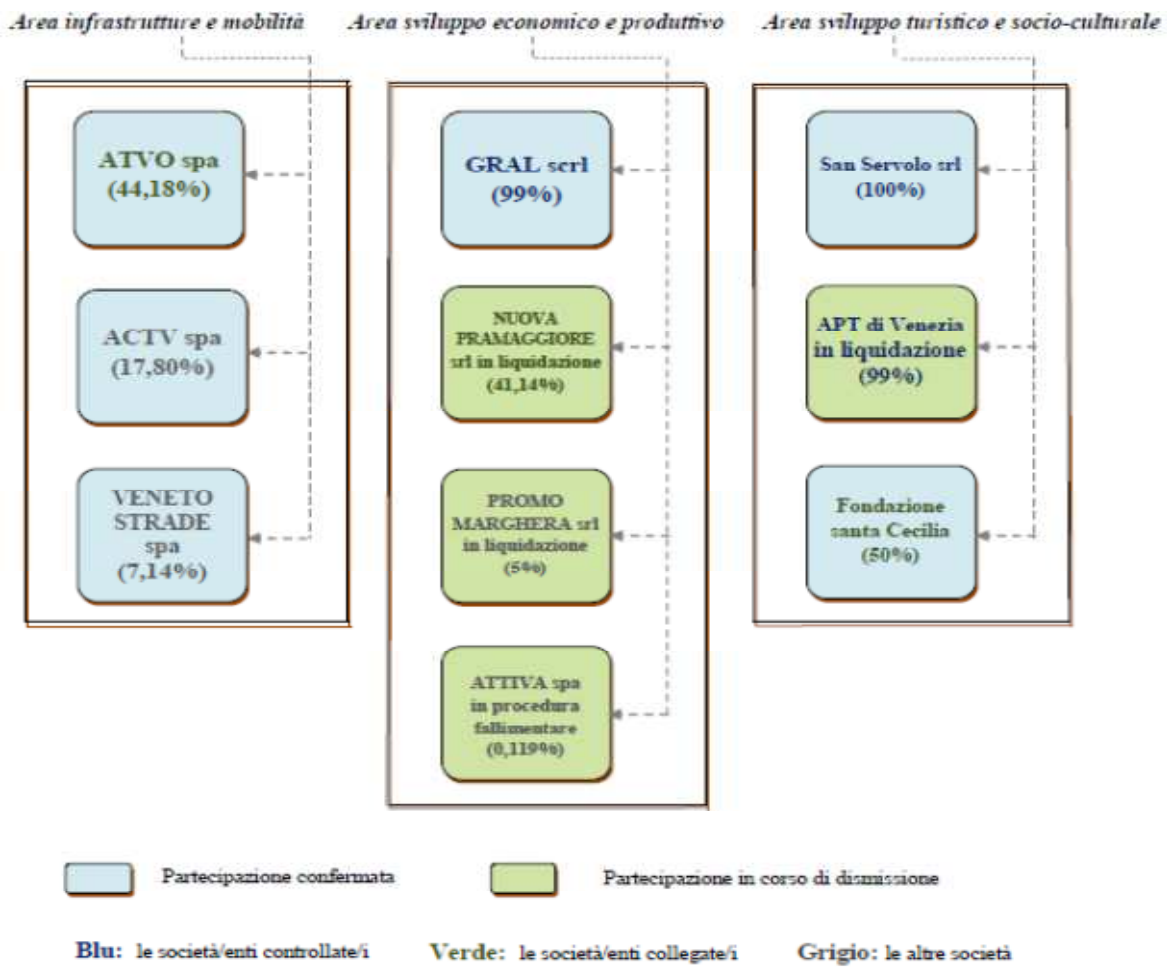 Area infrastrutture e mobilità
Area sviluppo economico e produttivo
Area sviluppo turistico e socio-culturale
ATVO spa
(44,18%)
ACTV spa
(17,80%)
VENETO
STRADE
spa
(7,14%)
GRAL scrl
(99%)
NUOVA
PRAMAGGIORE
srl in liquidazione
(41,14%)
PROMO
MARGHERA srl
in liquidazione
(5%)
ATTIVA spa
in procedura
fallimentare
(0,119%)
San Servolo srl
(100%)
APT di Venezia
in liquidazione
(99%)
Fondazione
santa Cecilia
(50%)
Partecipazione confermata
Partecipazione in corso di dismissione
Blu: le società/enti controllate/i
Verde: le società/enti collegate/i
Grigio: le altre società